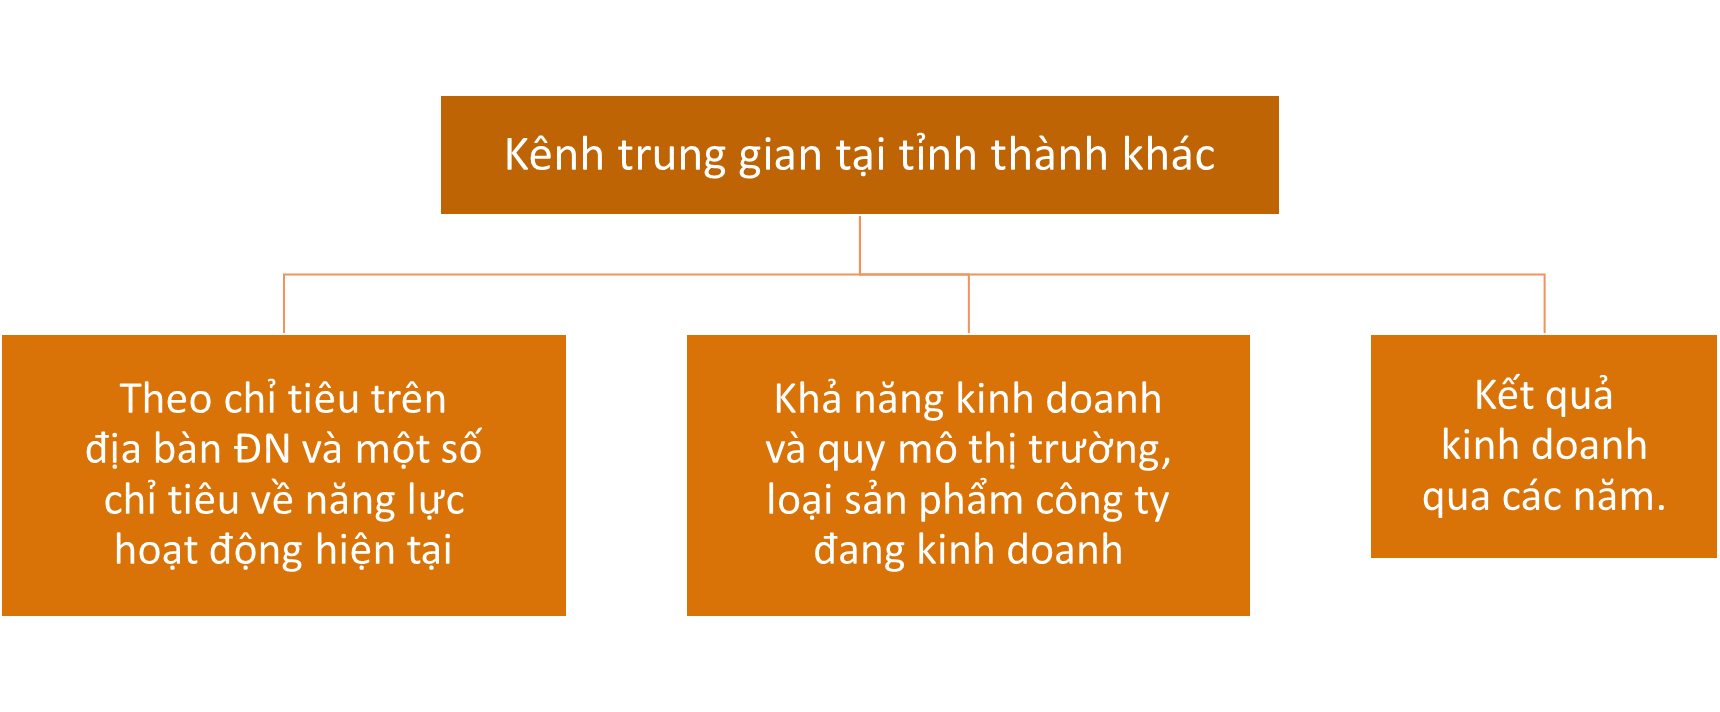 Kênh trung gian tại tỉnh thành khác
Theo chỉ tiêu trên
địa bàn ĐN và một số
chỉ tiêu về năng lực
hoạt động hiện tại
Khả năng kinh doanh
và quy mô thị trường,
loại sản phẩm công ty
đang kinh doanh
Kết quả
kinh doanh
qua các năm.